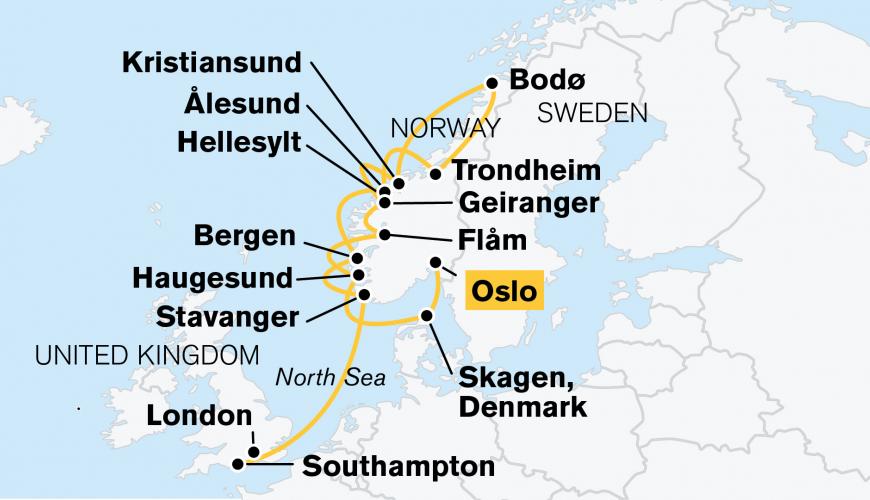 Kristiansund
Ålesund
Hellesylt
Bodø
SWEDEN
NORWAY
Trondheim
Geiranger
Flåm
Bergen
Haugesund
Stavanger
Oslo
UNITED KINGDOM
North Sea
Skagen,
Denmark
London
Southampton